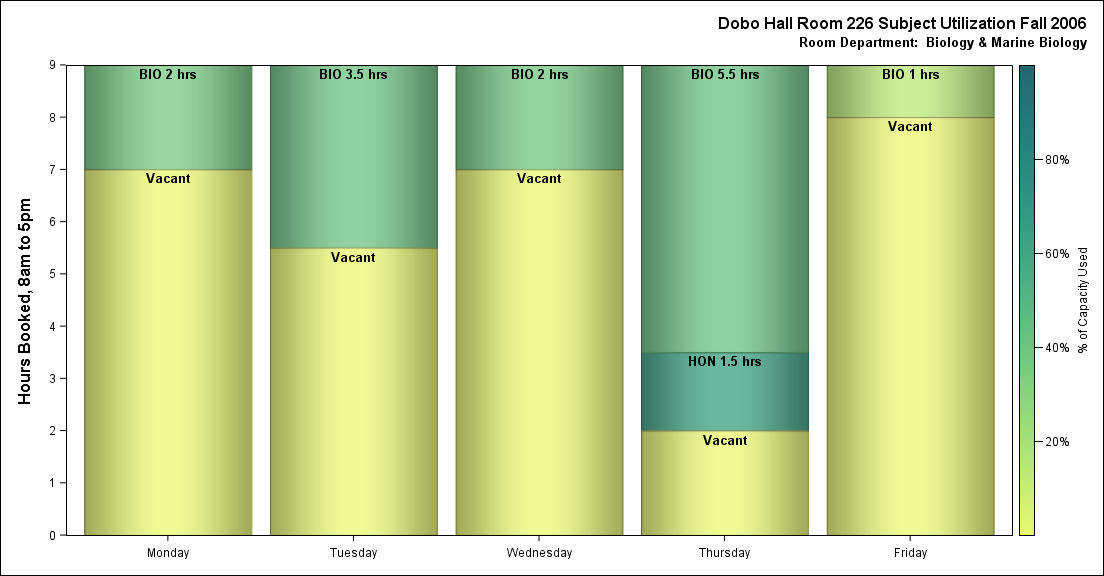 Dobo Hall Room 226 Subject Utilization Fall 2006
Room Department:  Biology & Marine Biology
Hours Booked, 8am to 5pm
9
8
7
6
5
4
3
2
1
0
BIO 2 hrs
Vacant
BIO 3.5 hrs
Vacant
BIO 2 hrs
Vacant
BIO 5.5 hrs
HON 1.5 hrs
Vacant
BIO 1 hrs
Vacant
Monday
Tuesday
Wednesday
Thursday
Friday
80%
60%
40%
20%
% of Capacity Used